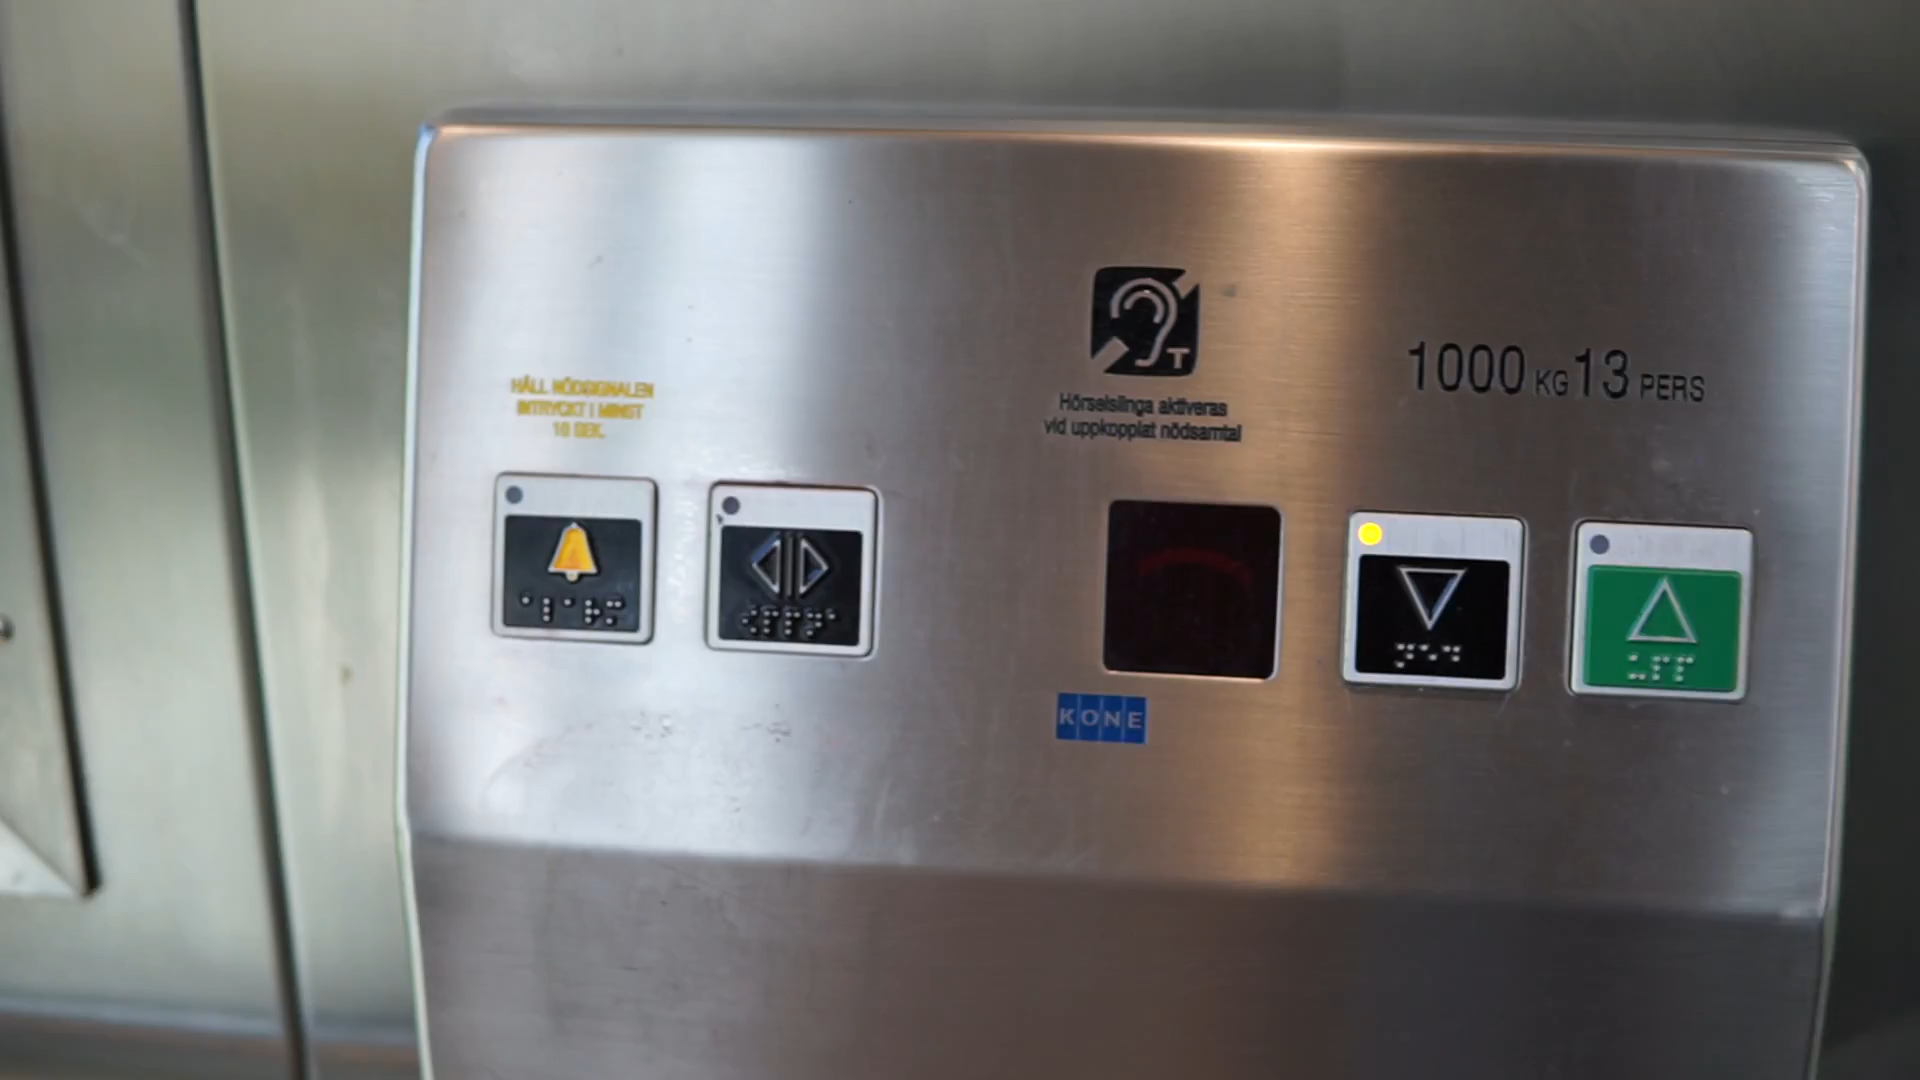 HÅLL NÖDSIGNALEN
INTRYCKT I MINST
10 SEK.
T
Hörselslinga aktiveras
vid uppkopplat nödsamtal
1000 KG 13 PERS
KONE